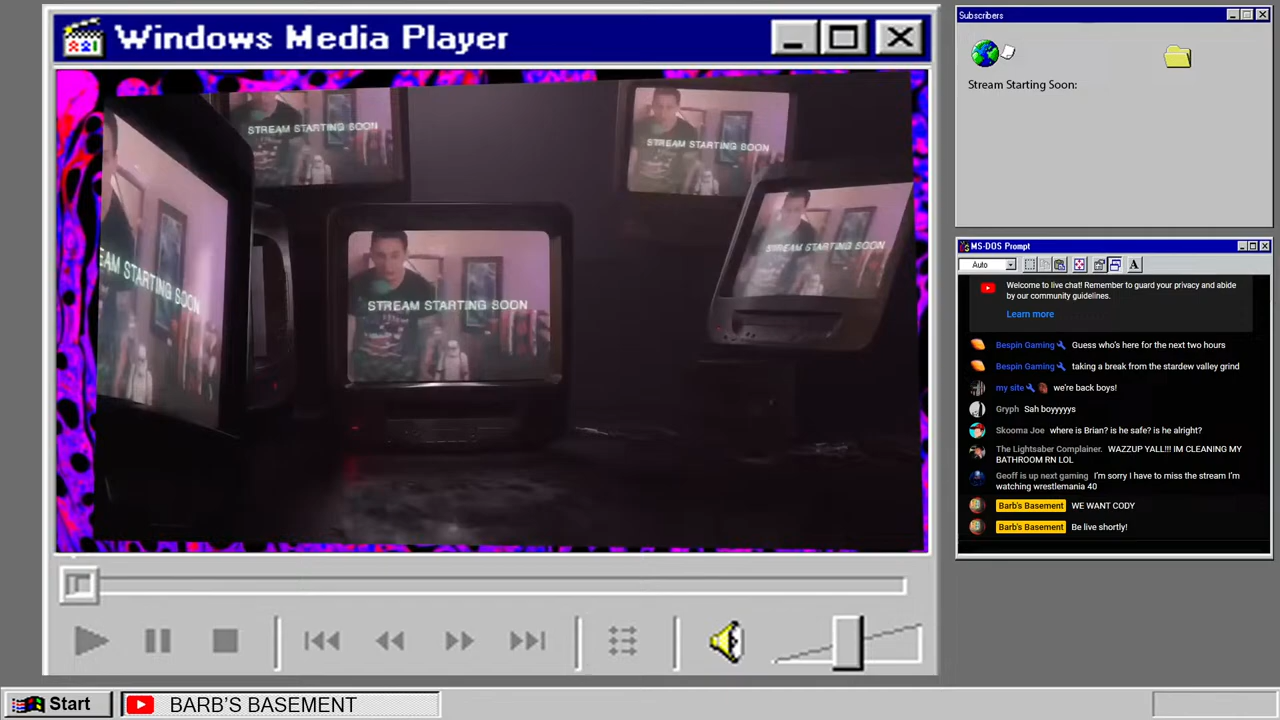 Windows Media Player
STREAM STARTING SOON
STREAM STARTING SOON
STREAM STARTING SOON
EAM STARTING SOON
STREAM STARTING SOON
Subscribers
Stream Starting Soon:
MS-DOS Prompt
Auto
A
Welcome to live chat! Remember to guard your privacy and abide
by our community guidelines.
Learn more
Bespin Gaming Guess who's here for the next two hours
Bespin Gaming taking a break from the stardew valley grind
my site we're back boys!
Gryph Sah boyyyyys
Skooma Joe where is Brian? is he safe? is he alright?
The Lightsaber Complainer. WAZZUP YALL!!! IM CLEANING MY
BATHROOM RN LOL
Geoff is up next gaming I'm sorry I have to miss the stream I'm
watching wrestlemania 40
Barb's Basement WE WANT CODY
Barb's Basement Be live shortly!
Start
BARB'S BASEMENT